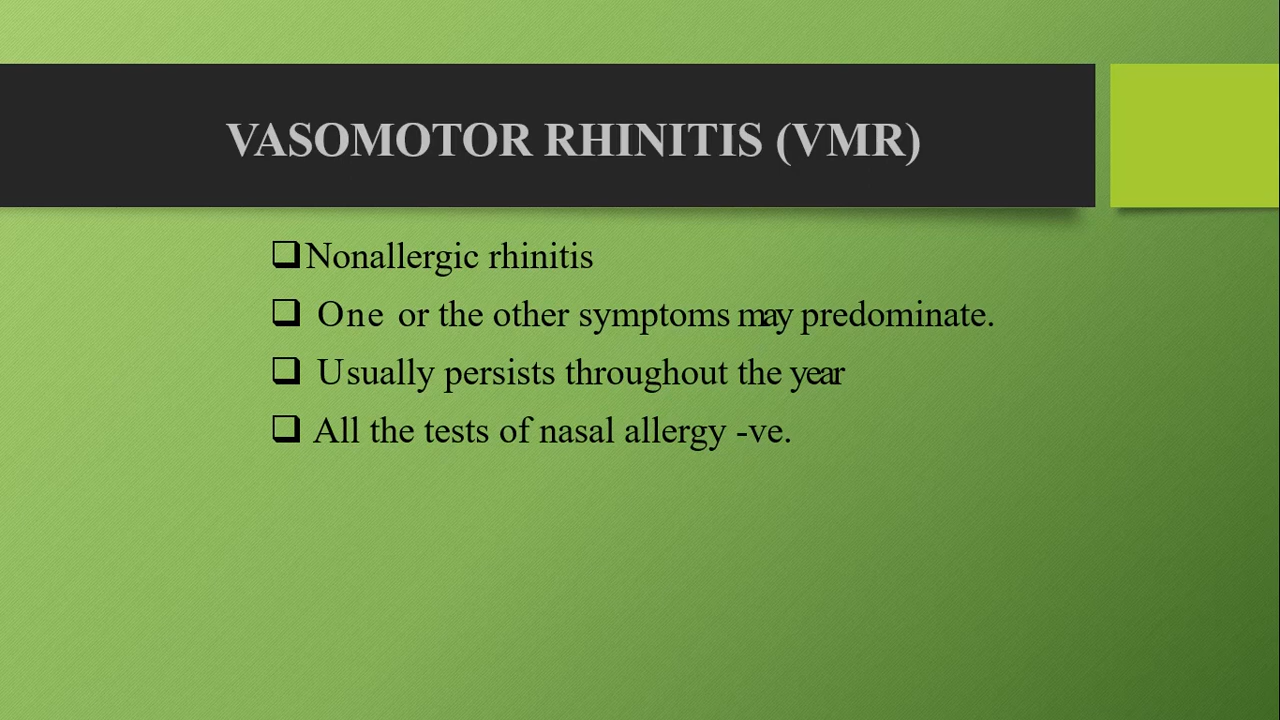 VASOMOTOR RHINITIS (VMR)
❑Nonallergic rhinitis
❑ One or the other symptoms may predominate.
❑ Usually persists throughout the year
❑ All the tests of nasal allergy -ve.